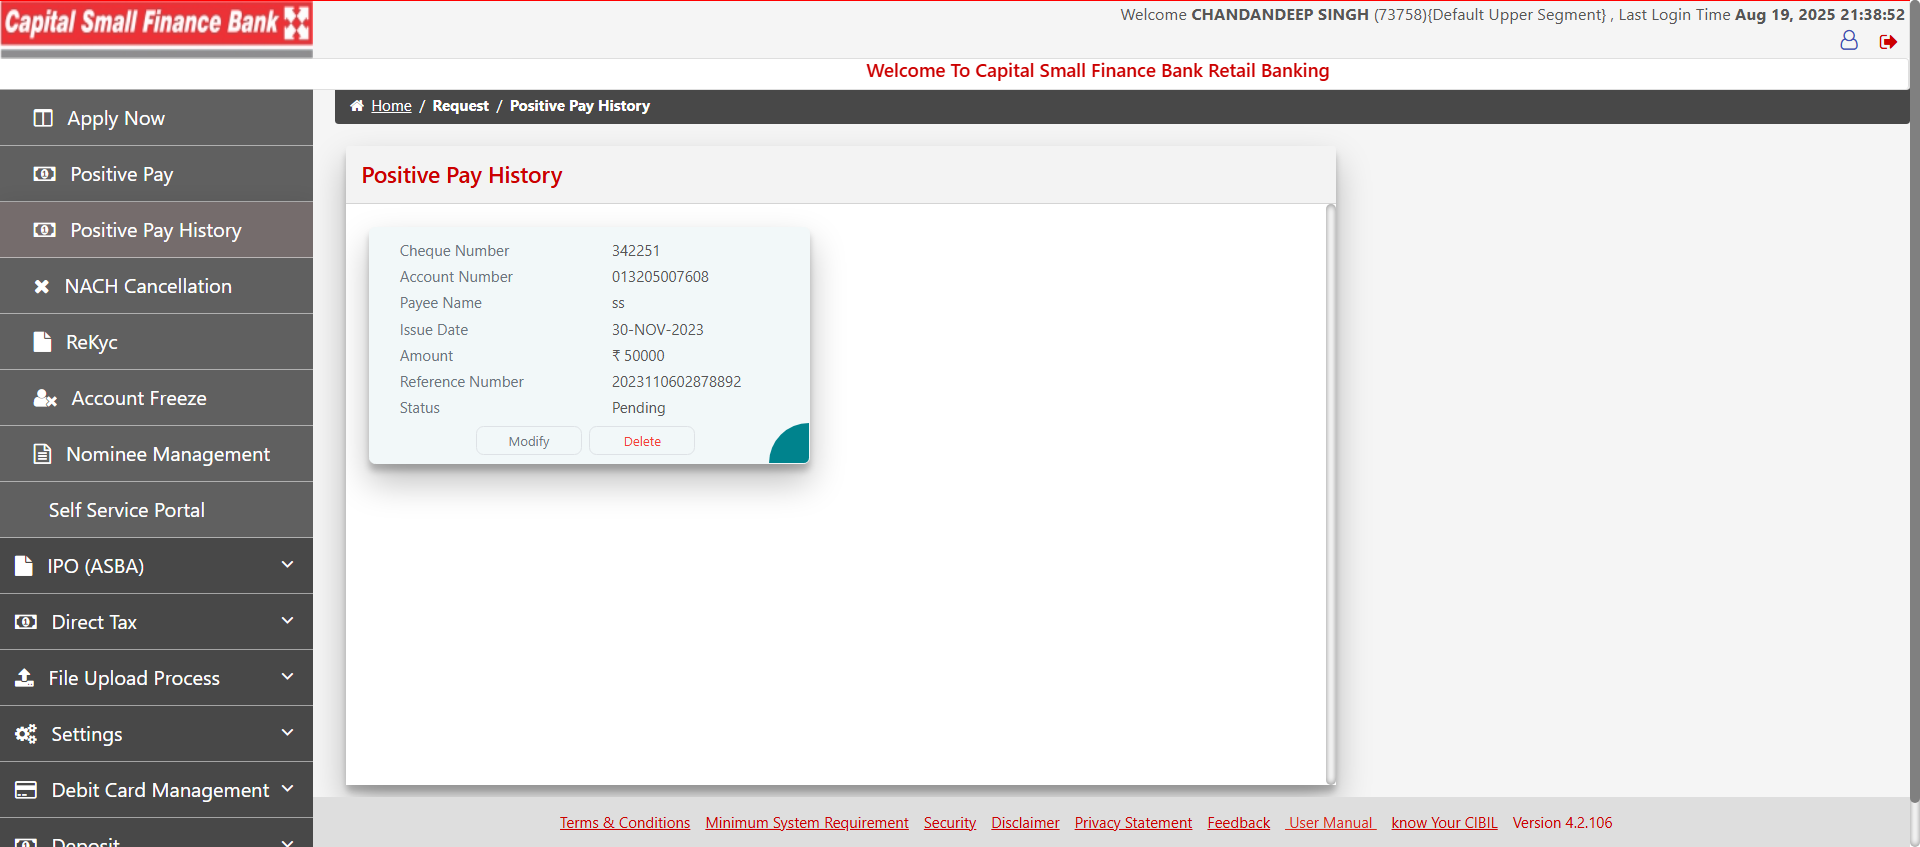 Capital Small Finance Bank
Welcome CHANDANDEEP SINGH (73758){Default Upper Segment} , Last Login Time Aug 19, 2025 21:38:52
Welcome To Capital Small Finance Bank Retail Banking
Home / Request / Positive Pay History
Apply Now
Positive Pay
Positive Pay History
NACH Cancellation
ReKyc
Account Freeze
Nominee Management
Self Service Portal
IPO (ASBA)
Direct Tax
File Upload Process
Settings
Debit Card Management
Deposit
Positive Pay History
Cheque Number 342251
Account Number 013205007608
Payee Name ss
Issue Date 30-NOV-2023
Amount ₹ 50000
Reference Number 2023110602878892
Status Pending
Modify Delete
Terms & Conditions Minimum System Requirement Security Disclaimer Privacy Statement Feedback User Manual know Your CIBIL Version 4.2.106